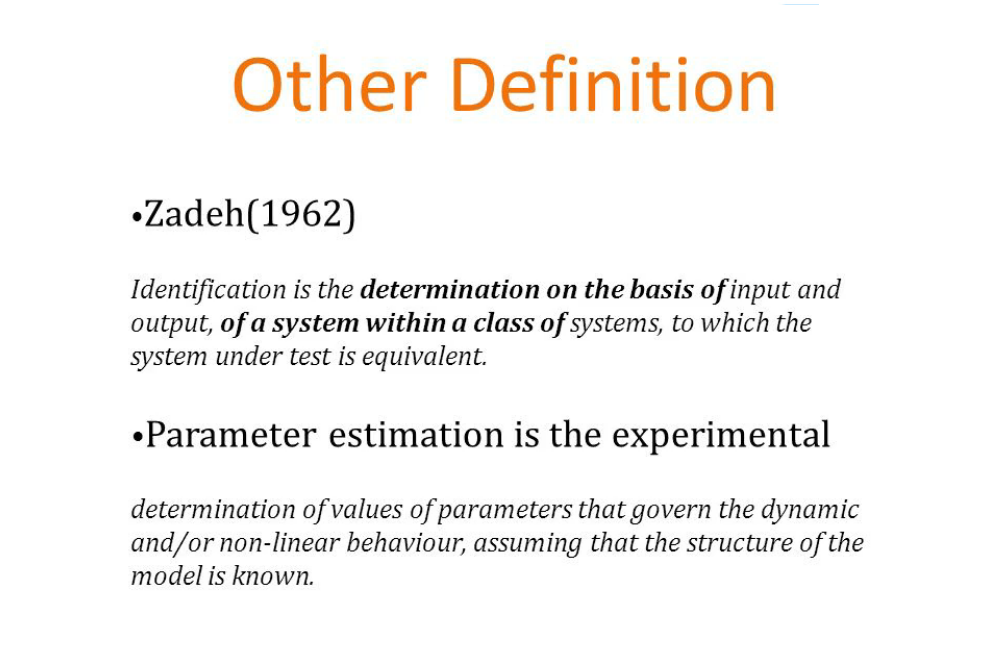 Other Definition
•Zadeh(1962)
Identification is the determination on the basis of input and
output, of a system within a class of systems, to which the
system under test is equivalent.
•Parameter estimation is the experimental
determination of values of parameters that govern the dynamic
and/or non-linear behaviour, assuming that the structure of the
model is known.